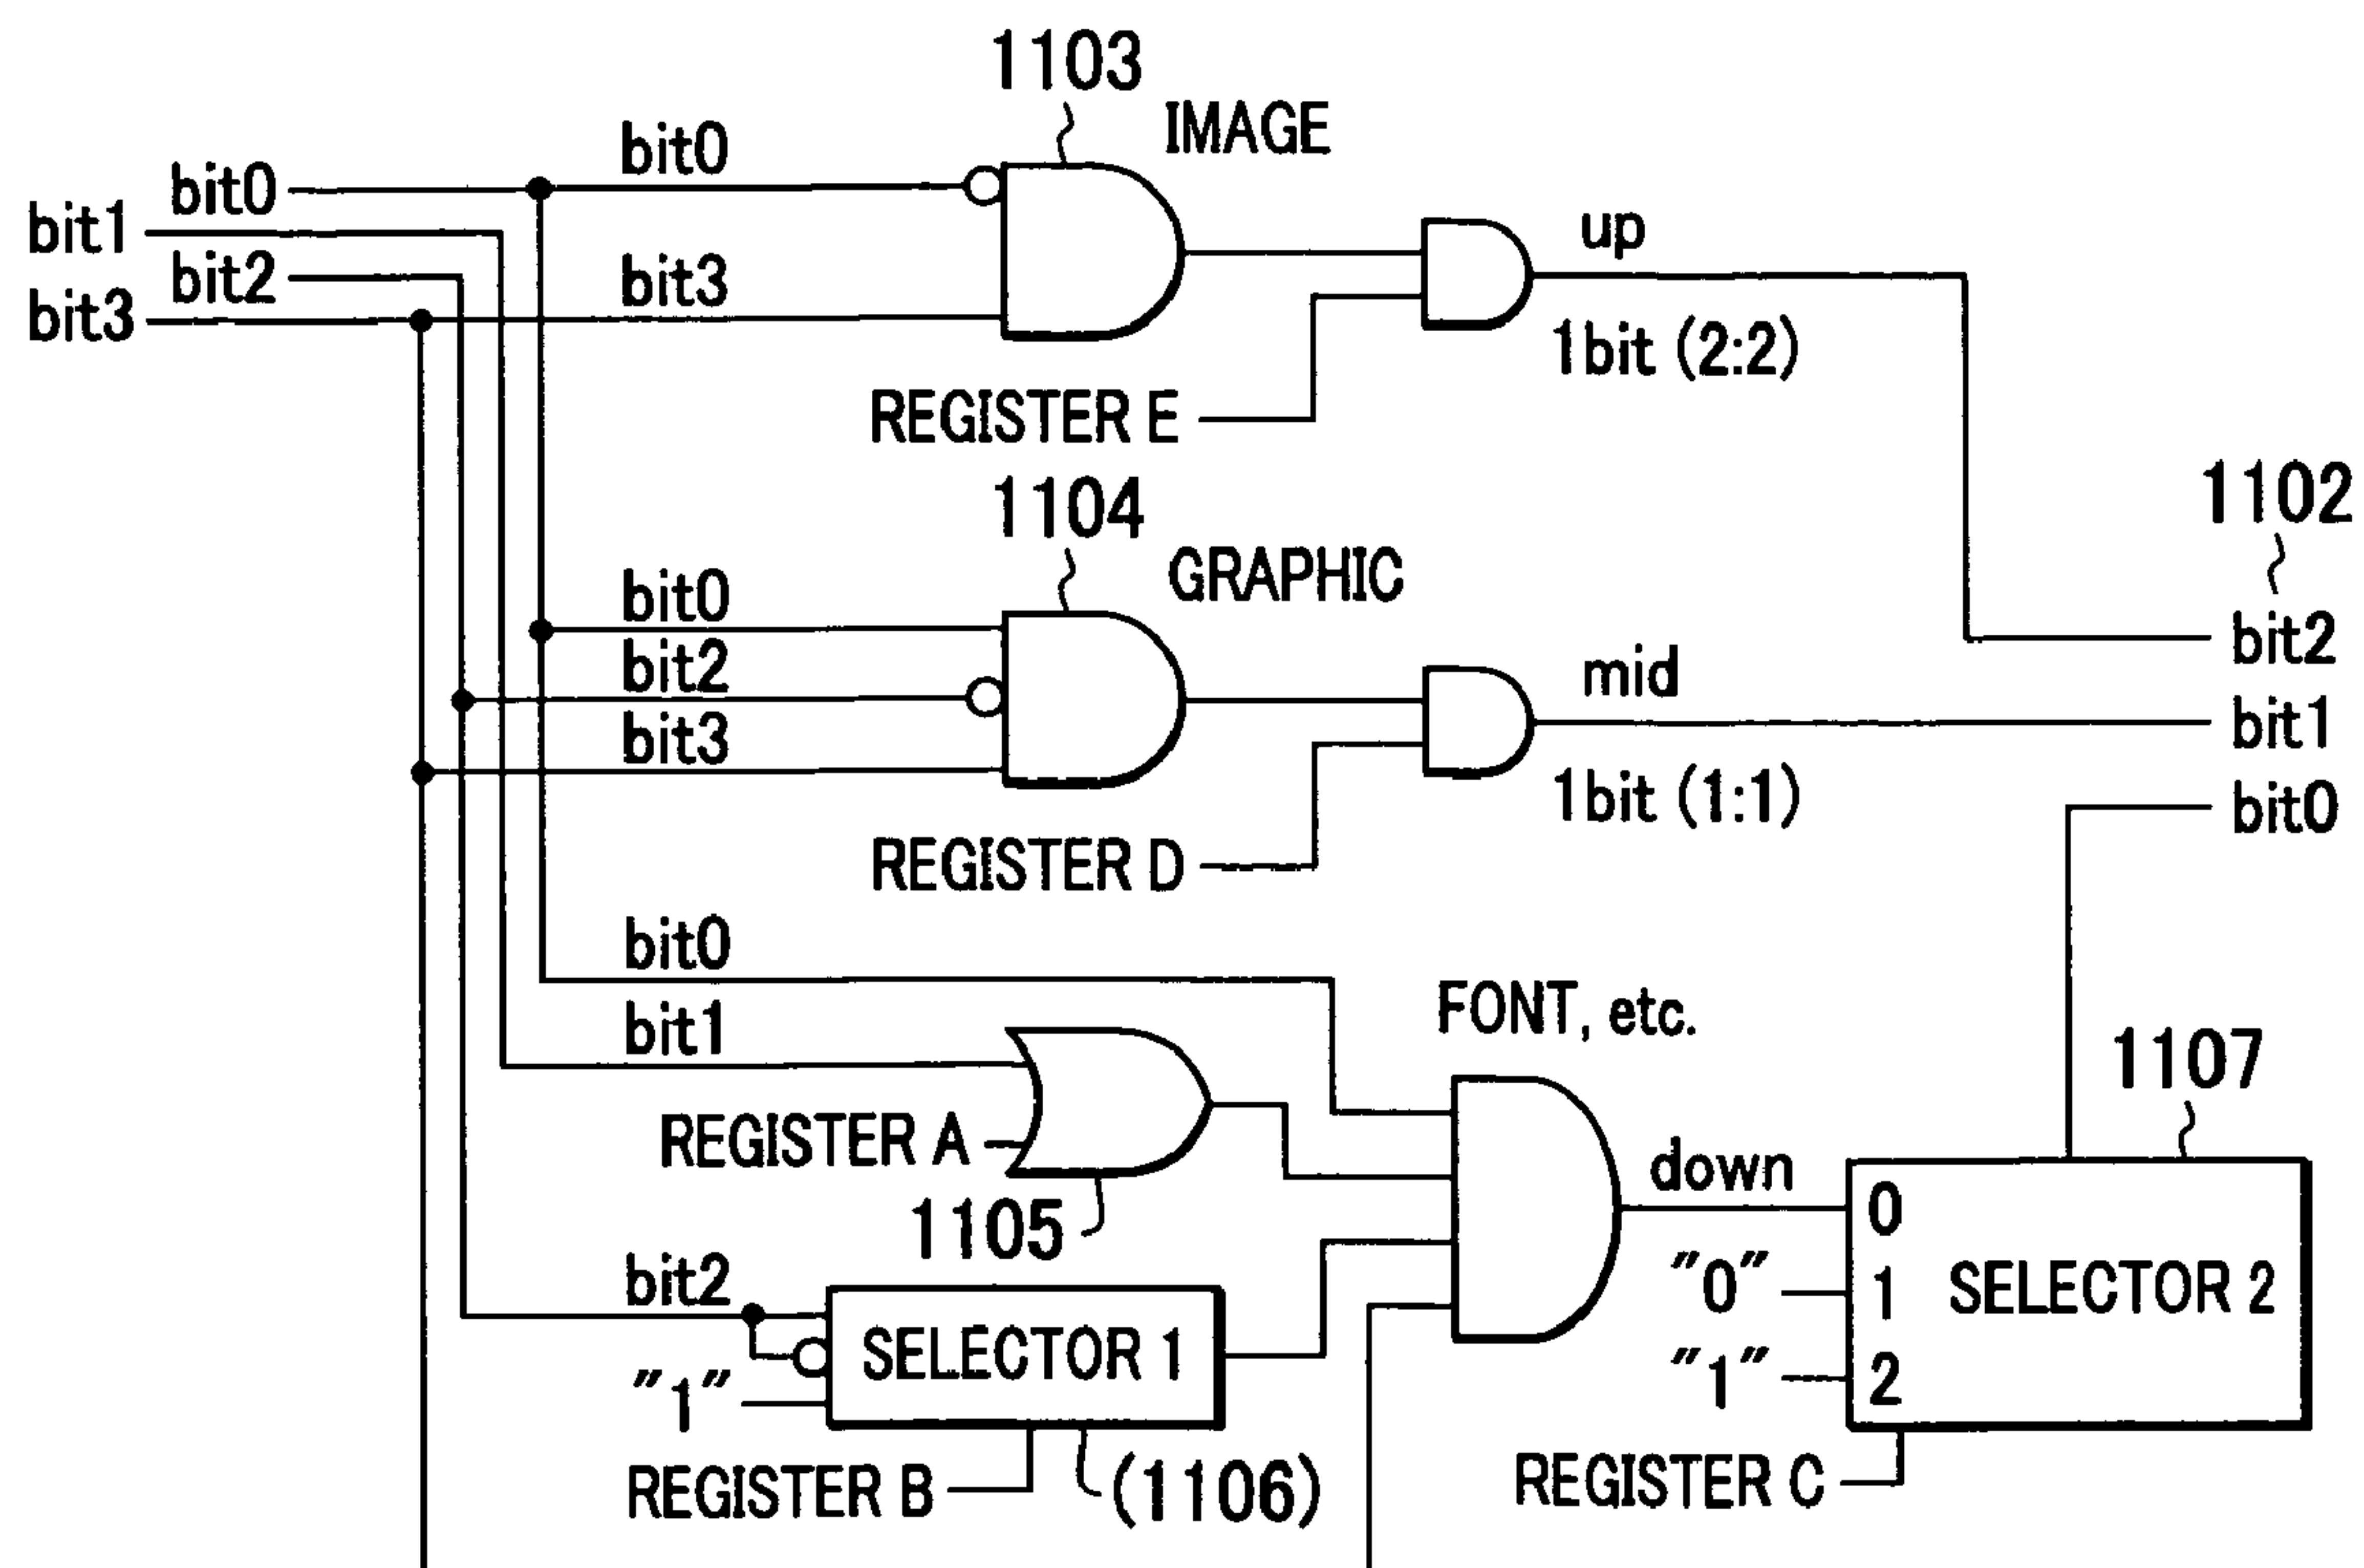 1103
IMAGE
bit0
bit0
bit1
bit2
bit3
bit3
up
1bit (2:2)
REGISTER E
1104
GRAPHIC
1102
bit0
bit2
bit3
mid
1bit (1:1)
bit2
bit1
bit0
REGISTER D
bit0
bit1
FONT, etc.
1107
REGISTER A
1105
down
0
"0"
1
SELECTOR 2
"1"
2
bit2
SELECTOR 1
"1"
REGISTER B
(1106)
REGISTER C